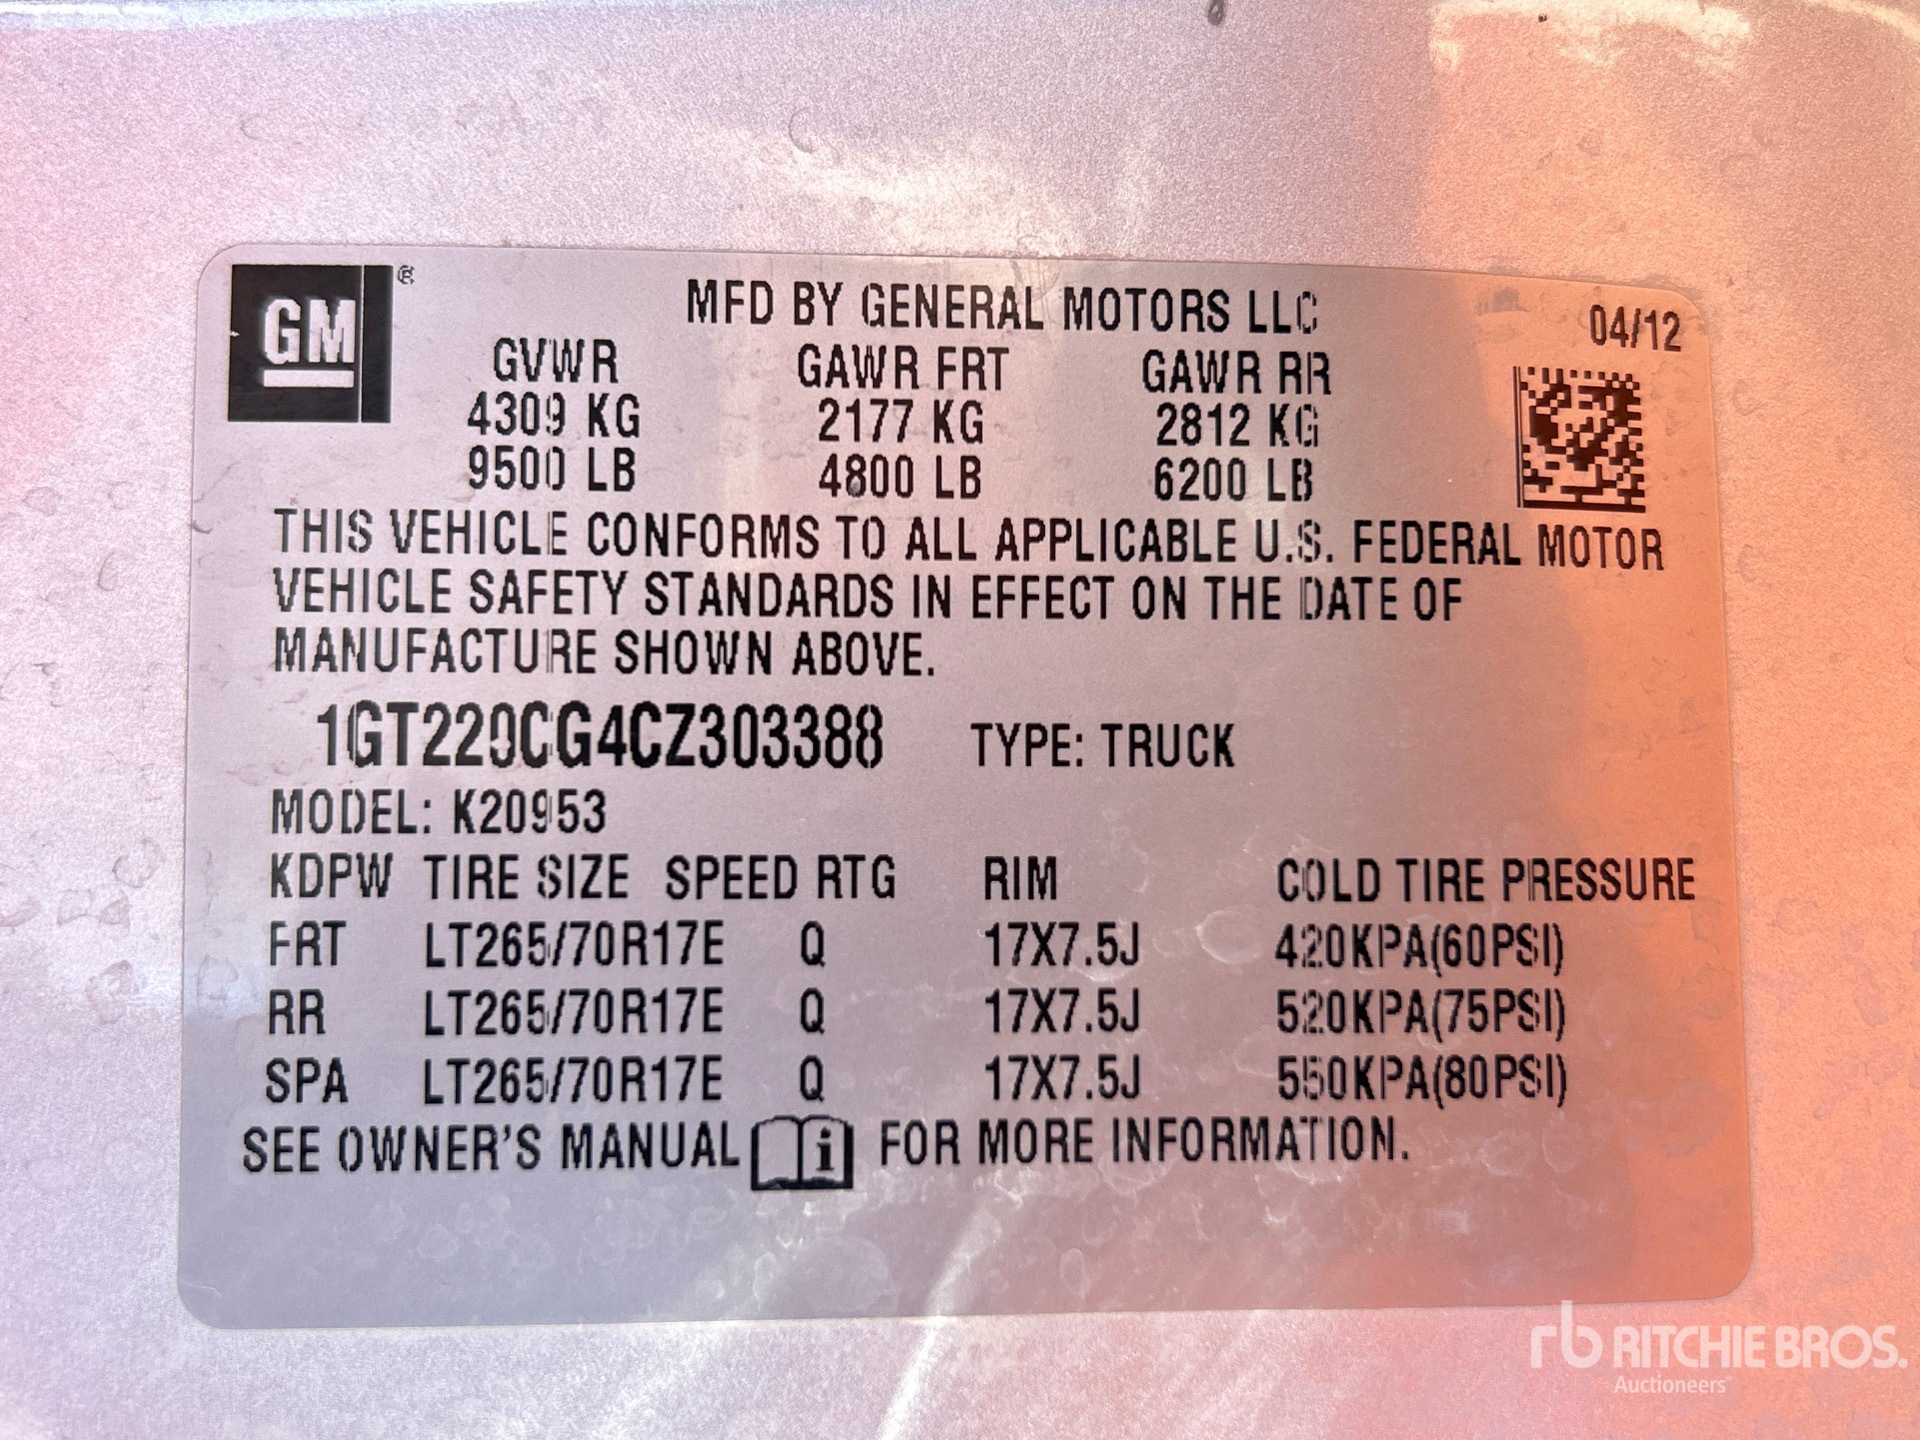 GM®
MFD BY GENERAL MOTORS LLC
04/12
GVWR GAWR FRT GAWR RR
4309 KG 2177 KG 2812 KG
9500 LB 4800 LB 6200 LB
THIS VEHICLE CONFORMS TO ALL APPLICABLE U.S. FEDERAL MOTOR
VEHICLE SAFETY STANDARDS IN EFFECT ON THE DATE OF
MANUFACTURE SHOWN ABOVE.
1GT220CG4CZ303388 TYPE: TRUCK
MODEL: K20953
KDPW TIRE SIZE SPEED RTG RIM COLD TIRE PRESSURE
FRT LT265/70R17E Q 17X7.5J 420KPA(60PSI)
RR LT265/70R17E Q 17X7.5J 520KPA(75PSI)
SPA LT265/70R17E Q 17X7.5J 550KPA(80PSI)
SEE OWNER'S MANUAL i FOR MORE INFORMATION.
rb RITCHIE BROS.
Auctioneers